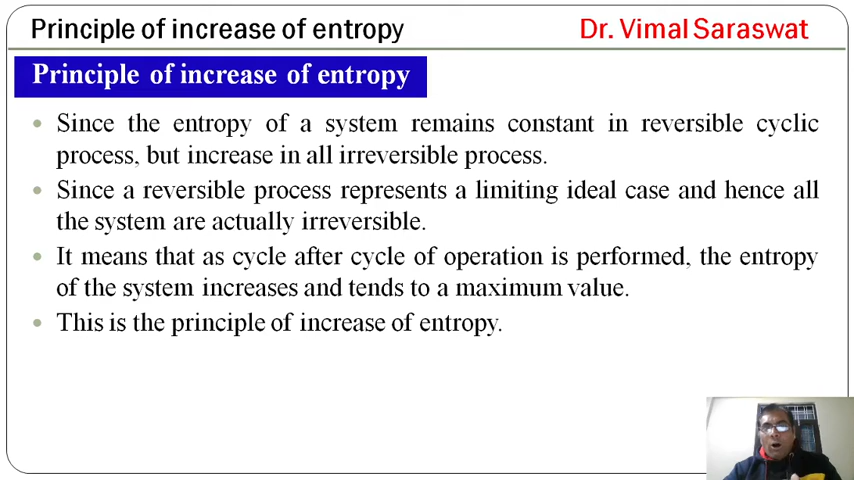 Principle of increase of entropy
Dr. Vimal Saraswat
Principle of increase of entropy
Since the entropy of a system remains constant in reversible cyclic
process, but increase in all irreversible process.
Since a reversible process represents a limiting ideal case and hence all
the system are actually irreversible.
It means that as cycle after cycle of operation is performed, the entropy
of the system increases and tends to a maximum value.
This is the principle of increase of entropy.